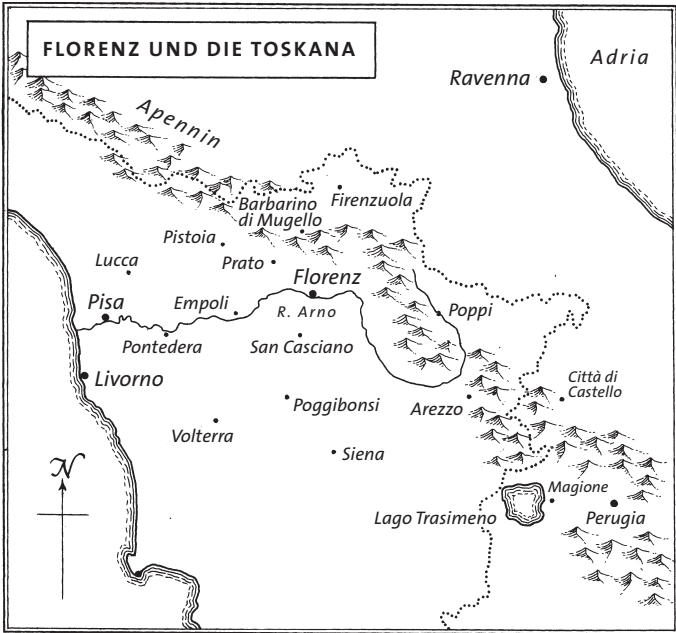 FLORENZ UND DIE TOSKANA
Adria
Ravenna
Apennin
Firenzuola
Barbarino
di Mugello
Pistoia
Lucca
Prato
Florenz
Pisa
Empoli
R. Arno
Poppi
Pontedera
San Casciano
Livorno
Città di
Castello
Poggibonsi
Arezzo
Volterra
Siena
N
Magione
Lago Trasimeno
Perugia